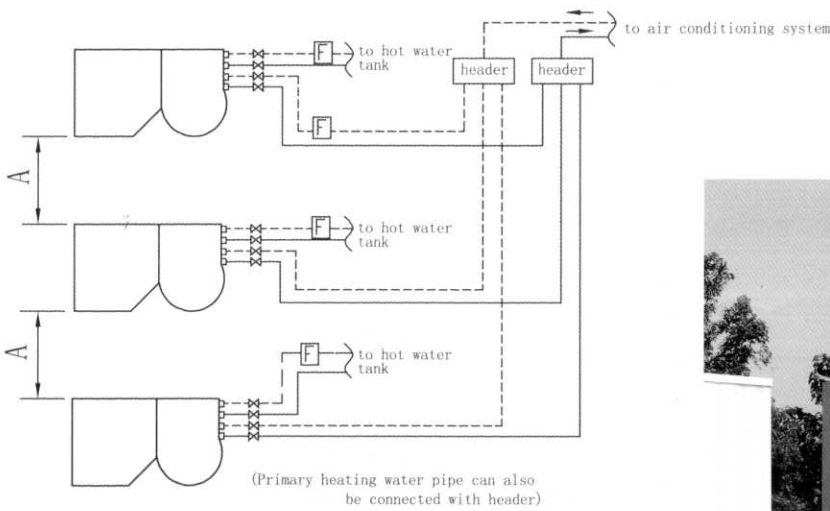 to air conditioning system
F
to hot water
tank
header
header
F
A
F
to hot water
tank
A
F
to hot water
tank
(Primary heating water pipe can also
be connected with header)